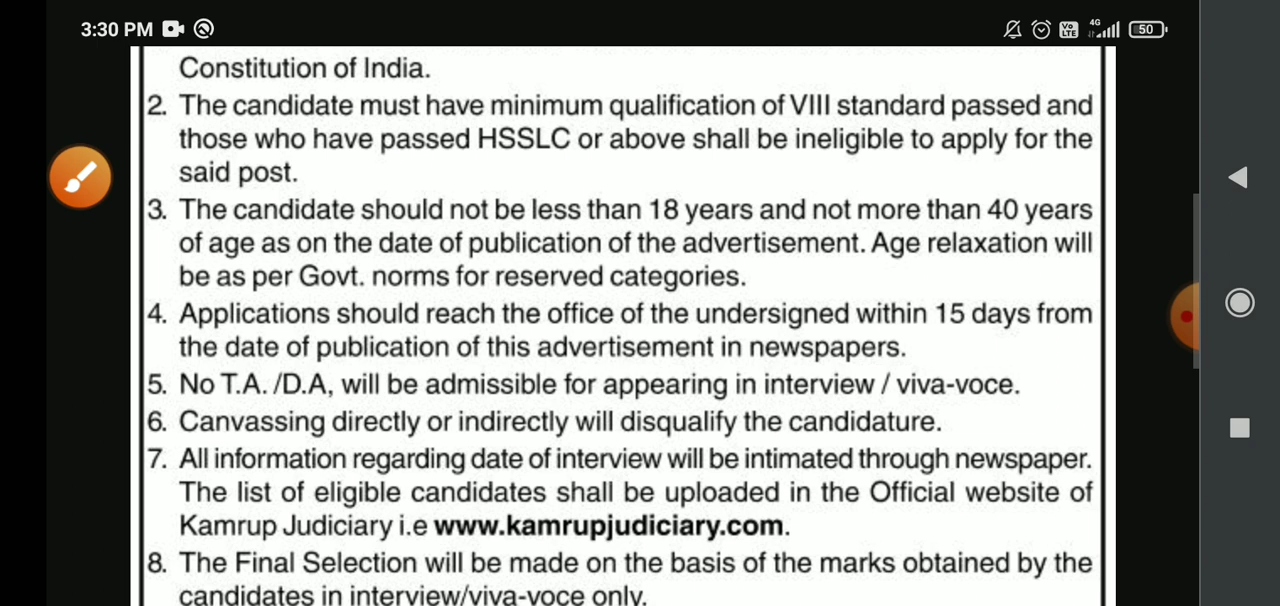 3:30 PM
Vo
LTE
4G
50
Constitution of India.
2. The candidate must have minimum qualification of VIII standard passed and
those who have passed HSSLC or above shall be ineligible to apply for the
said post.
3. The candidate should not be less than 18 years and not more than 40 years
of age as on the date of publication of the advertisement. Age relaxation will
be as per Govt. norms for reserved categories.
4. Applications should reach the office of the undersigned within 15 days from
the date of publication of this advertisement in newspapers.
5. No T.A. /D.A, will be admissible for appearing in interview / viva-voce.
6. Canvassing directly or indirectly will disqualify the candidature.
7. All information regarding date of interview will be intimated through newspaper.
The list of eligible candidates shall be uploaded in the Official website of
Kamrup Judiciary i.e www.kamrupjudiciary.com.
8. The Final Selection will be made on the basis of the marks obtained by the
candidates in interview/viva-voce only.